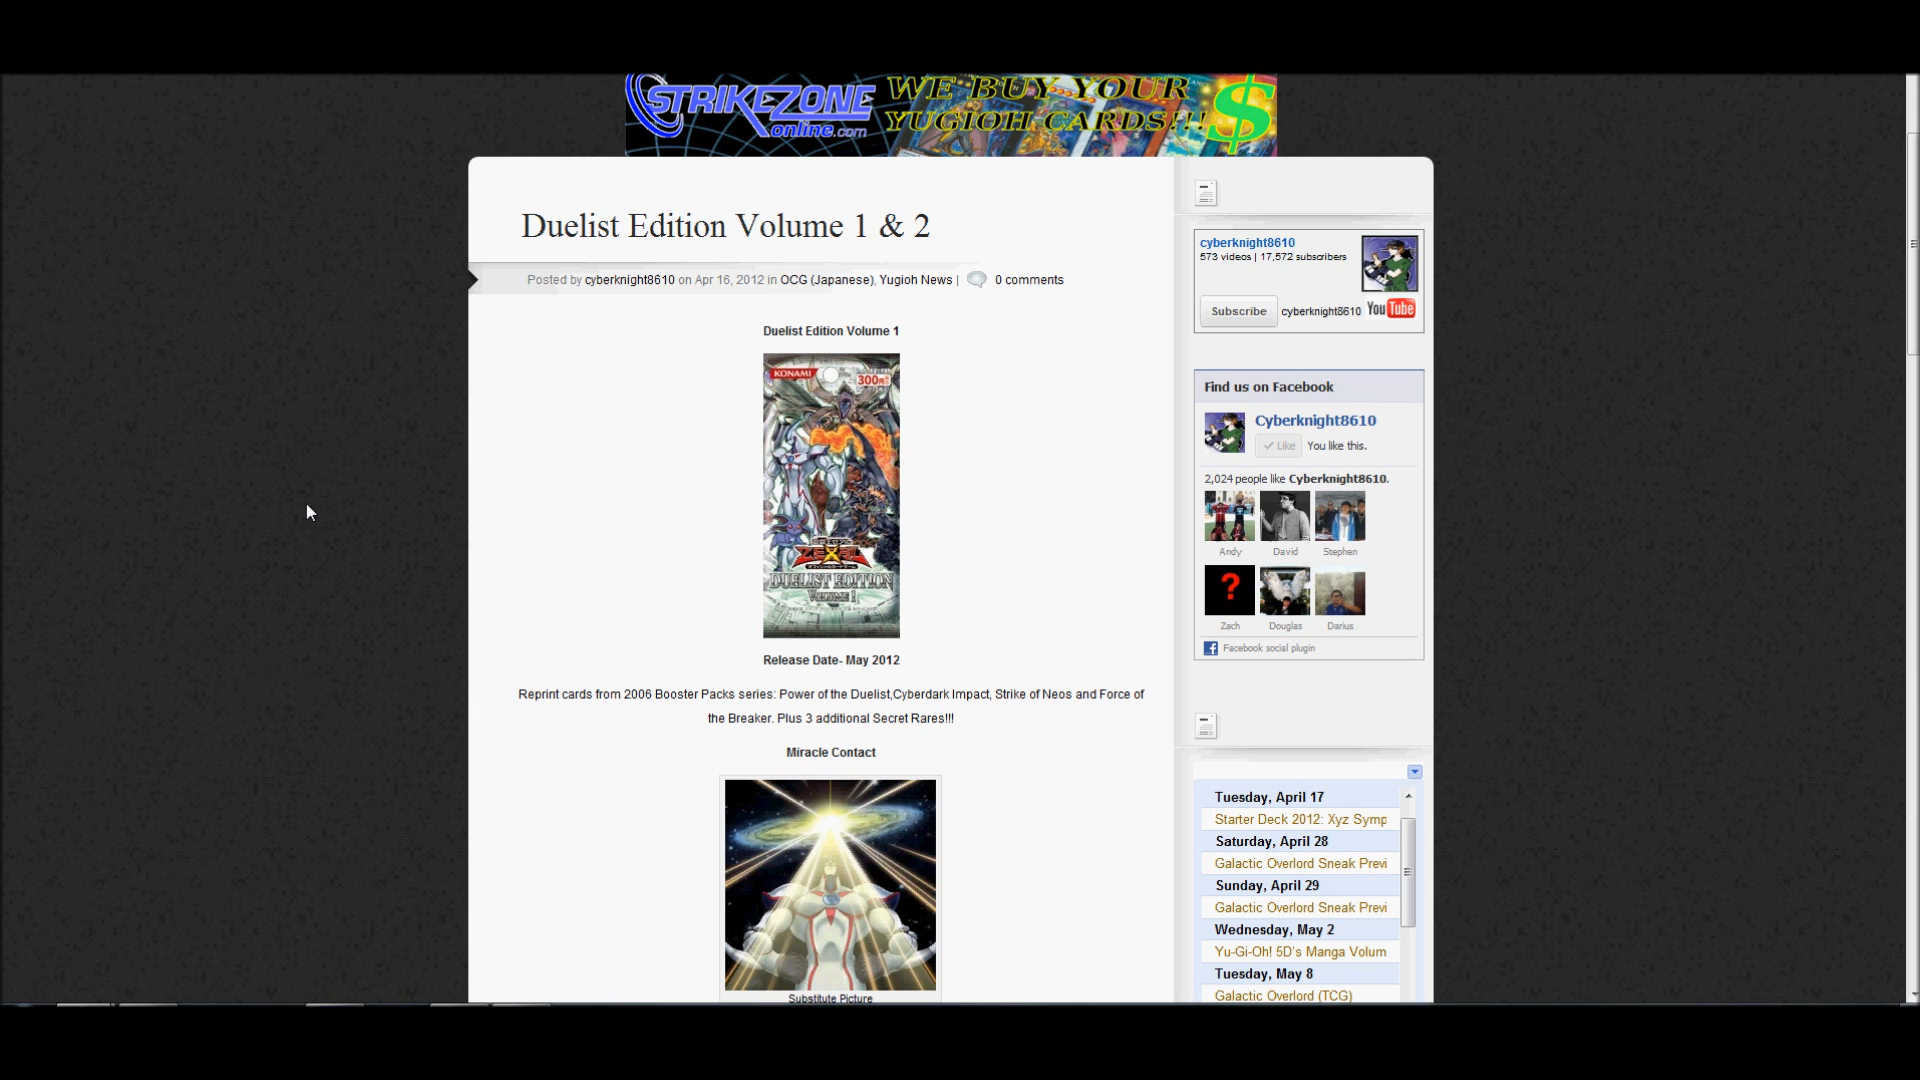 STRIKEZONE
online.com
WE BUY YOUR
YUGIOH CARDS!!!
$
Duelist Edition Volume 1 & 2
Posted by cyberknight8610 on Apr 16, 2012 in OCG (Japanese), Yugioh News | 0 comments
Duelist Edition Volume 1
KONAMI
300円
ZEXAL
DUELIST EDITION
VOLUME 1
Release Date- May 2012
Reprint cards from 2006 Booster Packs series: Power of the Duelist,Cyberdark Impact, Strike of Neos and Force of
the Breaker. Plus 3 additional Secret Rares!!!
Miracle Contact
Substitute Picture
cyberknight8610
573 videos | 17,572 subscribers
Subscribe cyberknight8610 YouTube
Find us on Facebook
Cyberknight8610
Like You like this.
2,024 people like Cyberknight8610.
Andy David Stephen
?
Zach Douglas Darius
Facebook social plugin
Tuesday, April 17
Starter Deck 2012: Xyz Symp
Saturday, April 28
Galactic Overlord Sneak Previ
Sunday, April 29
Galactic Overlord Sneak Previ
Wednesday, May 2
Yu-Gi-Oh! 5D's Manga Volum
Tuesday, May 8
Galactic Overlord (TCG)